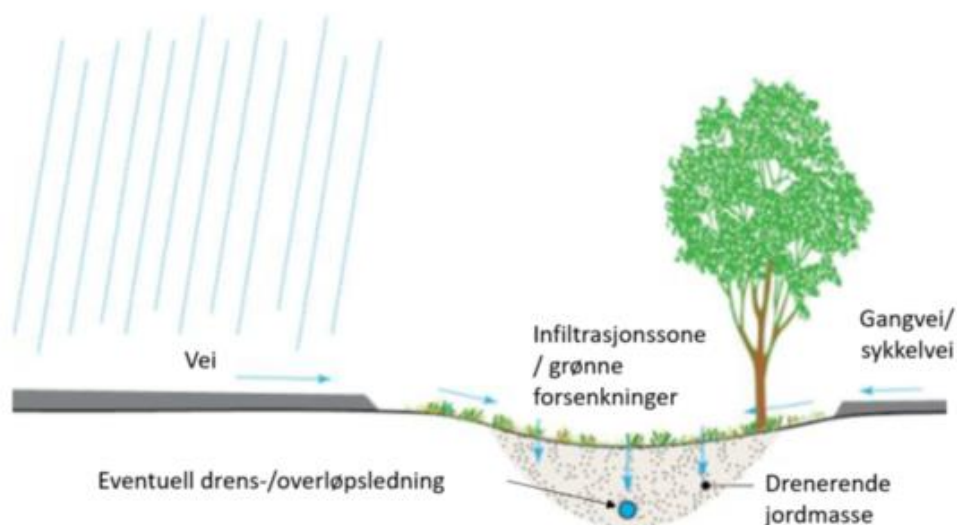 Vei
Infiltrasjonssone
/ grønne
forsenkninger
Gangvei/
sykkelvei
Eventuell drens-/overløpsledning
Drenerende
jordmasse